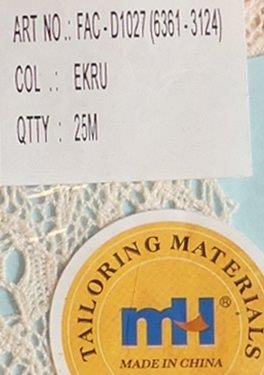 ART NO.: FAC-D1027(6361-3124)
COL .: EKRU
QTTY : 25M
TAILORING MATERIALS
mH®
MADE IN CHINA